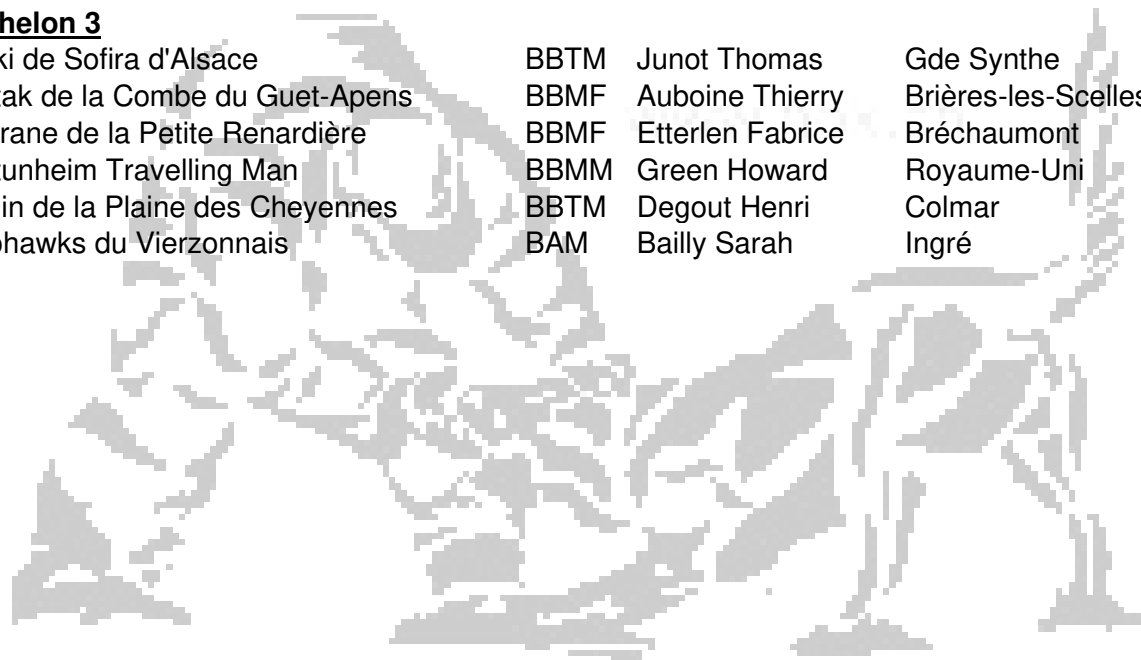 helon 3
ki de Sofira d'Alsace BBTM Junot Thomas Gde Synthe
ak de la Combe du Guet-Apens BBMF Auboine Thierry Brières-les-Scelles
rane de la Petite Renardière BBMF Etterlen Fabrice Bréchaumont
tunheim Travelling Man BBMM Green Howard Royaume-Uni
in de la Plaine des Cheyennes BBTM Degout Henri Colmar
hawks du Vierzonnais BAM Bailly Sarah Ingré